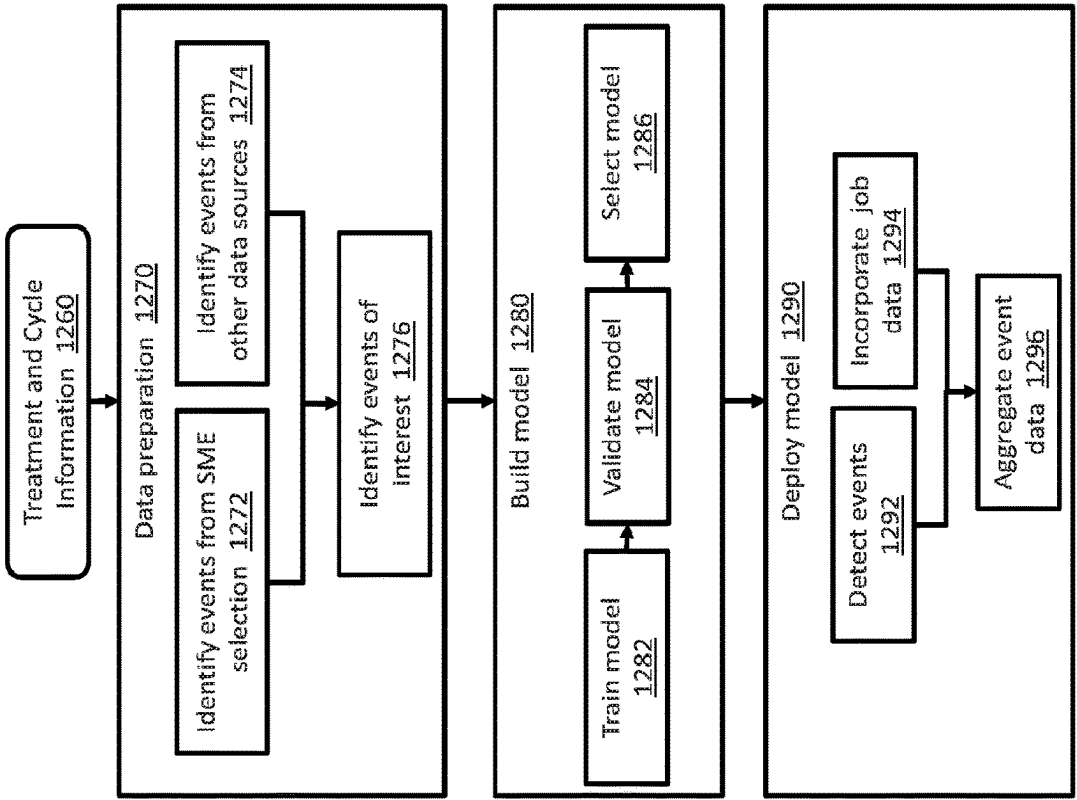 Treatment and Cycle
Information 1260
Data preparation 1270
Identify events from SME
selection 1272
Identify events from
other data sources 1274
Identify events of
interest 1276
Build model 1280
Train model
1282
Validate model
1284
Select model
1286
Deploy model 1290
Detect events
1292
Incorporate job
data 1294
Aggregate event
data 1296